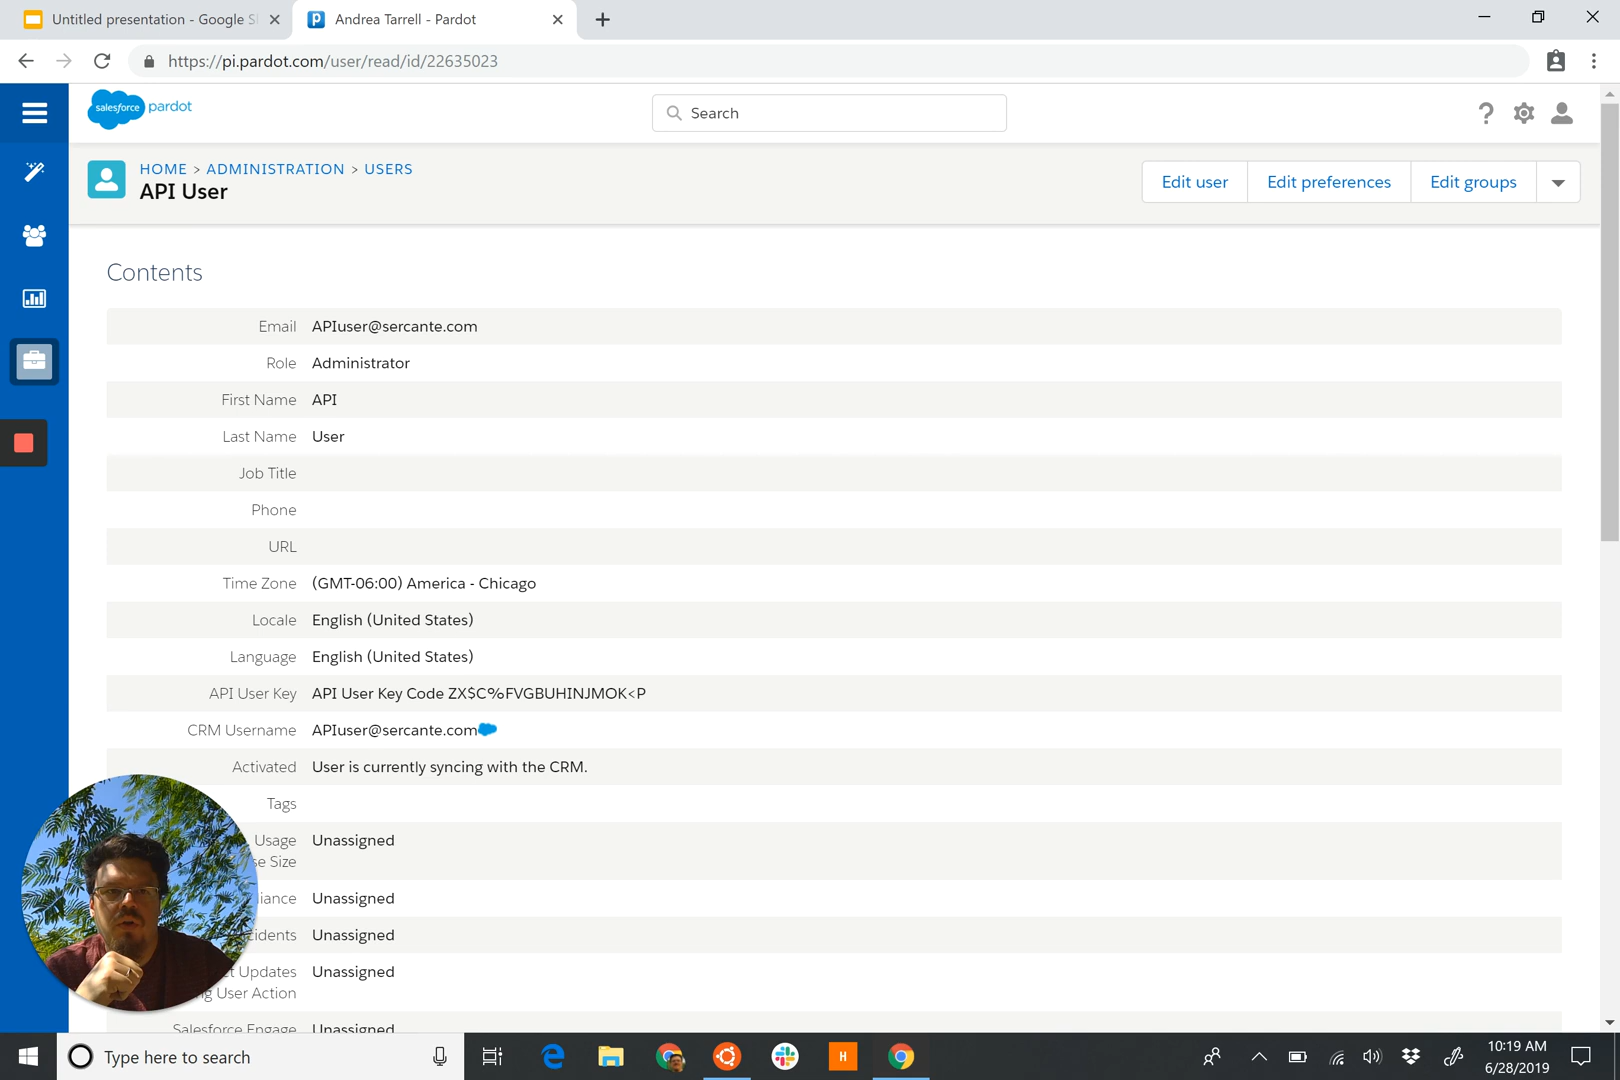 Untitled presentation - Google S
Andrea Tarrell - Pardot
https://pi.pardot.com/user/read/id/22635023
salesforce pardot
Search
HOME > ADMINISTRATION > USERS
API User
Edit user
Edit preferences
Edit groups
Contents
Email APIuser@sercante.com
Role Administrator
First Name API
Last Name User
Job Title
Phone
URL
Time Zone (GMT-06:00) America - Chicago
Locale English (United States)
Language English (United States)
API User Key API User Key Code ZX$C%FVGBUHINJMOK<P
CRM Username APIuser@sercante.com
Activated User is currently syncing with the CRM.
Tags
Usage Unassigned
se Size
iance Unassigned
cidents Unassigned
ct Updates Unassigned
ng User Action
Salesforce Engage Unassigned
Type here to search
H
10:19 AM
6/28/2019